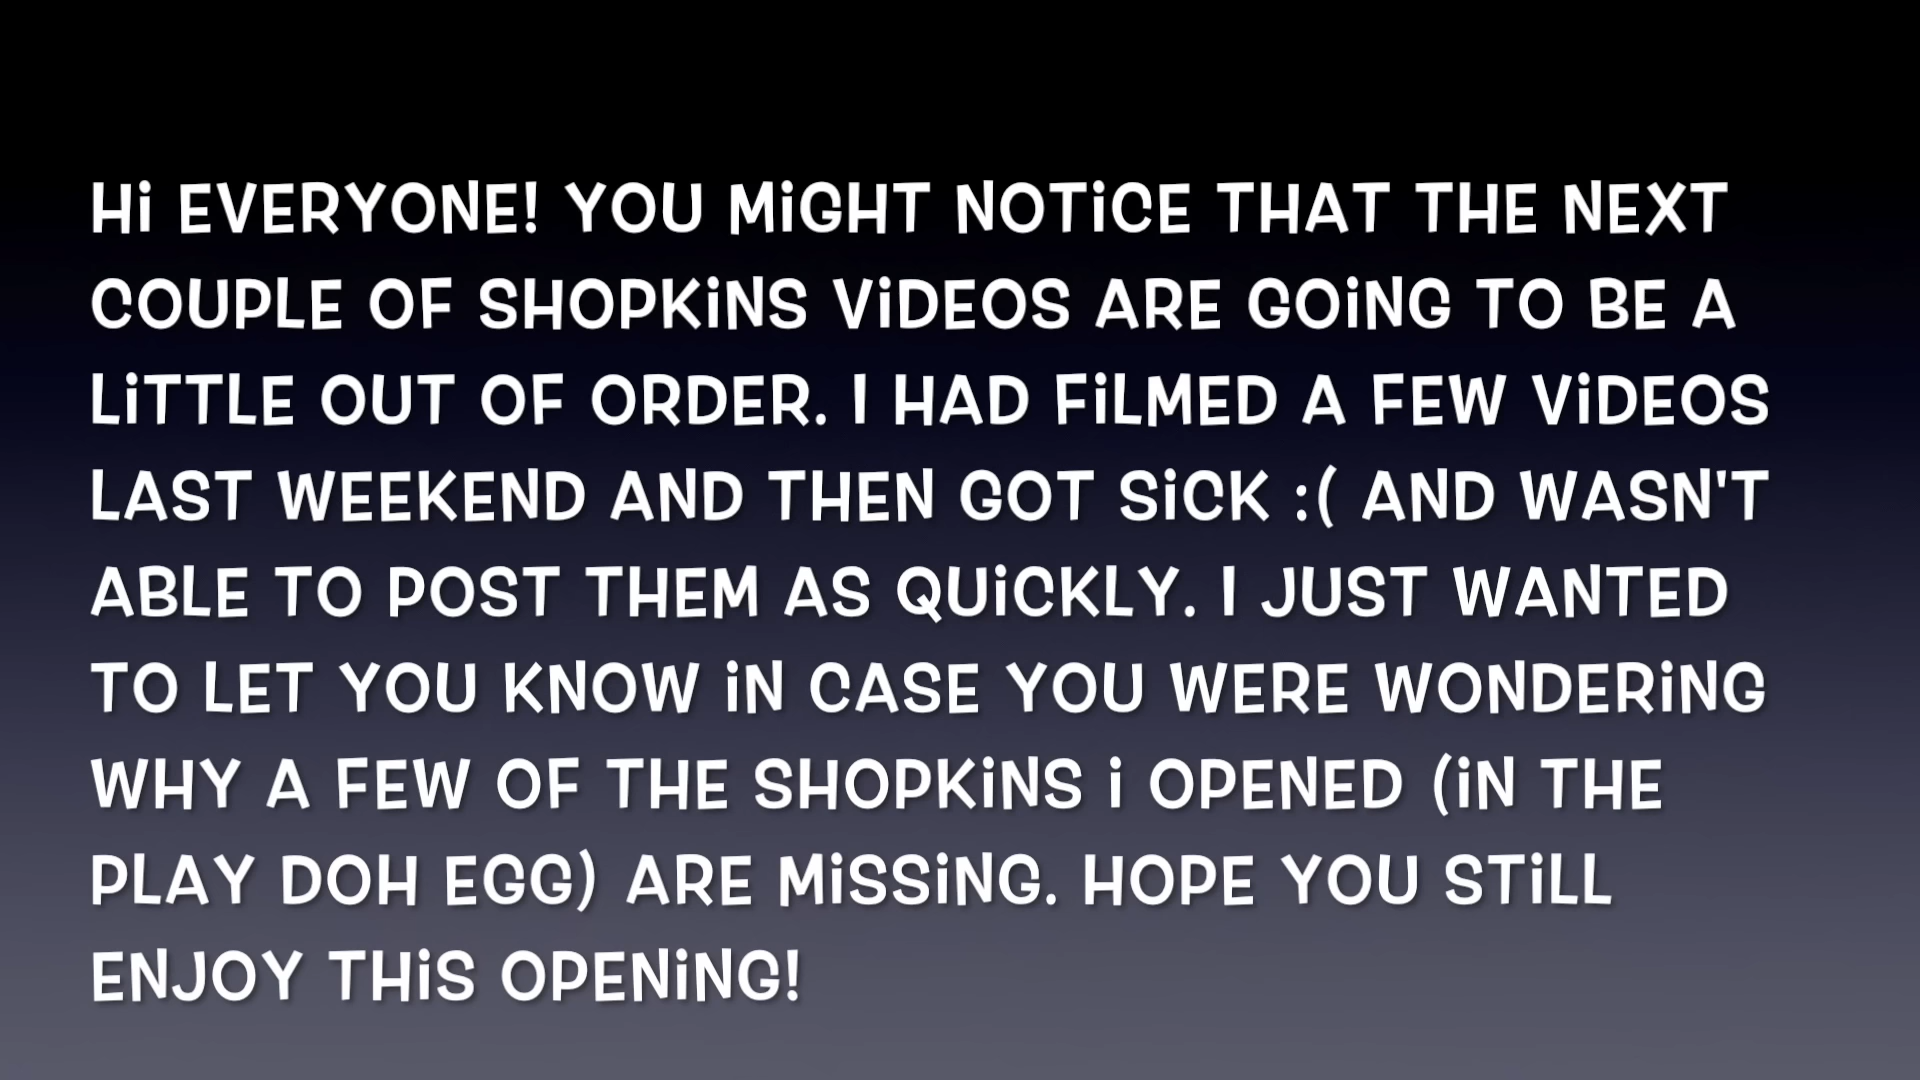 Hi EVERYONE! YOU MiGHT NOTiCE THAT THE NEXT
COUPLE OF SHOPKiNS ViDEOS ARE GOiNG TO BE A
LiTTLE OUT OF ORDER. I HAD FiLMED A FEW ViDEOS
LAST WEEKEND AND THEN GOT SiCK :( AND WASN'T
ABLE TO POST THEM AS QUiCKLY. I JUST WANTED
TO LET YOU KNOW iN CASE YOU WERE WONDERiNG
WHY A FEW OF THE SHOPKiNS i OPENED (iN THE
PLAY DOH EGG) ARE MiSSiNG. HOPE YOU STiLL
ENJOY THiS OPENiNG!